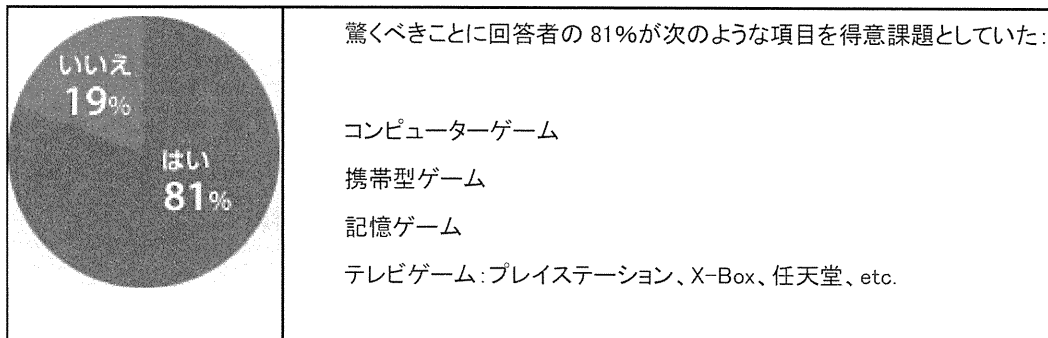 いいえ
19%
はい
81%
驚くべきことに回答者の 81%が次のような項目を得意課題としていた:
コンピューターゲーム
携帯型ゲーム
記憶ゲーム
テレビゲーム:プレイステーション、X-Box、任天堂、etc.